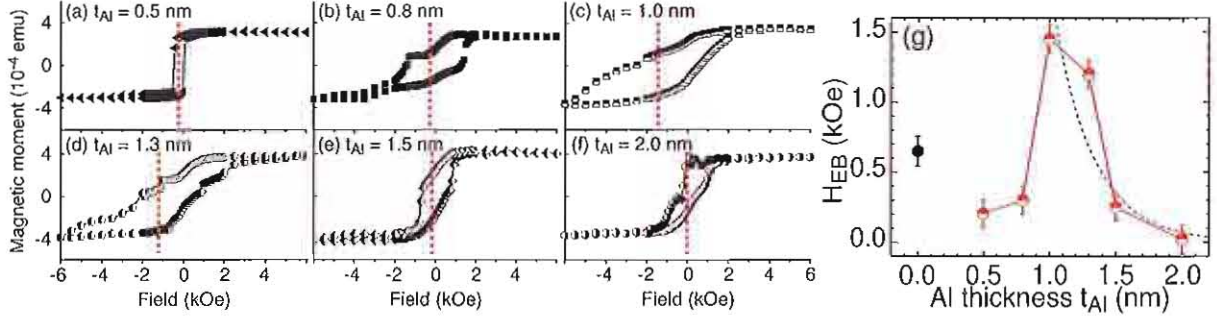 (a) t_Al = 0.5 nm
(b) t_Al = 0.8 nm
(c) t_Al = 1.0 nm
4
0
-4
(d) t_Al = 1.3 nm
(e) t_Al = 1.5 nm
(f) t_Al = 2.0 nm
4
0
-4
Magnetic moment (10⁻⁴ emu)
-6 -4 -2 0 2 4
-4 -2 0 2 4
-4 -2 0 2 4 6
Field (kOe)
Field (kOe)
Field (kOe)
(g)
H_EB (kOe)
1.5
1.0
0.5
0.0
0.0 0.5 1.0 1.5 2.0
Al thickness t_Al (nm)